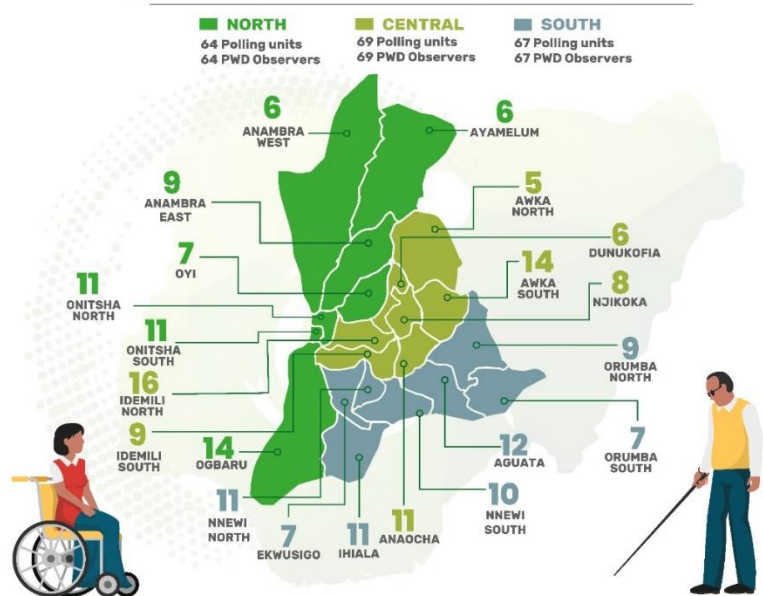 NORTH
64 Polling units
64 PWD Observers
CENTRAL
69 Polling units
69 PWD Observers
SOUTH
67 Polling units
67 PWD Observers
6
ANAMBRA
WEST
6
AYAMELUM
9
ANAMBRA
EAST
5
AWKA
NORTH
7
OYI
6
DUNUKOFIA
14
AWKA
SOUTH
8
NJIKOKA
11
ONITSHA
NORTH
11
ONITSHA
SOUTH
9
ORUMBA
NORTH
16
IDEMILI
NORTH
9
IDEMILI
SOUTH
14
OGBARU
12
AGUATA
7
ORUMBA
SOUTH
11
NNEWI
NORTH
7
EKWUSIGO
11
IHIALA
11
ANAOCHA
10
NNEWI
SOUTH